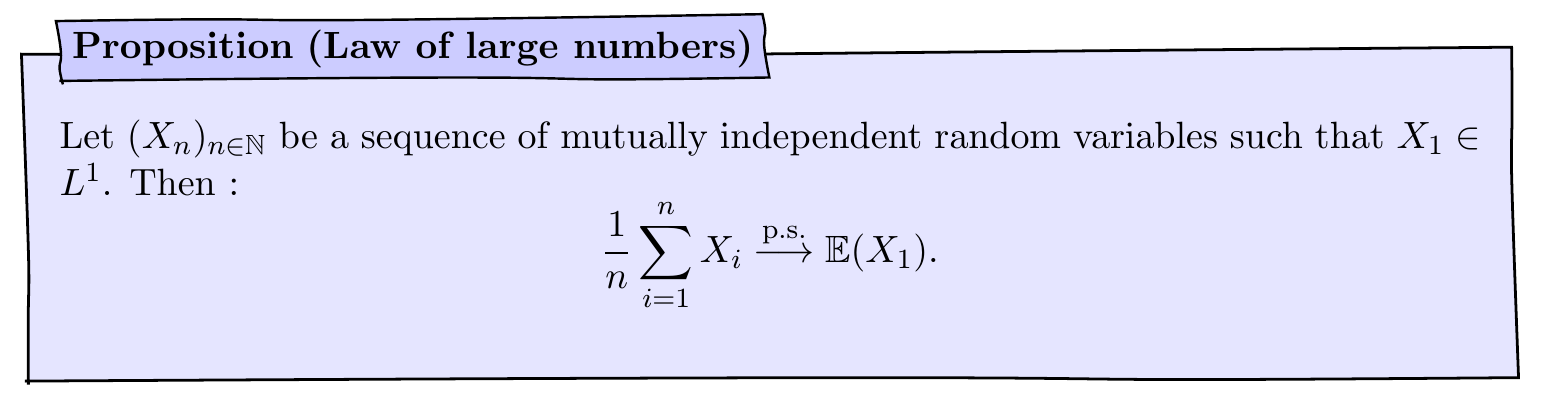 Proposition (Law of large numbers)
Let $(X_n)_{n\in\mathbb{N}}$ be a sequence of mutually independent random variables such that $X_1 \in$
$L^1$. Then :
$$\frac{1}{n}\sum_{i=1}^{n} X_i \xrightarrow{\text{p.s.}} \mathbb{E}(X_1).$$